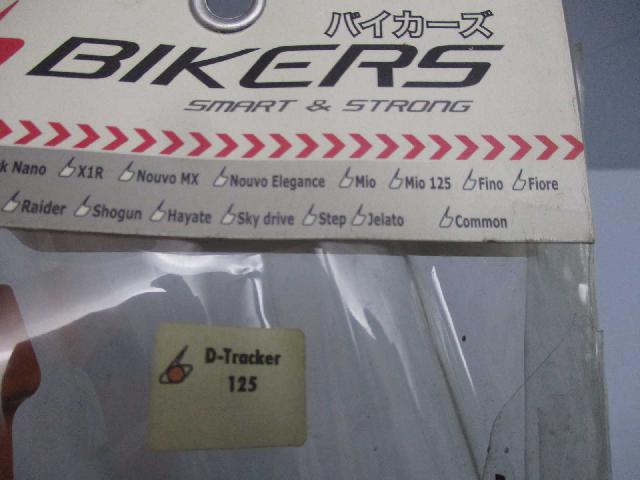 バイカーズ
BIKERS
SMART & STRONG
k Nano X1R Nouvo MX Nouvo Elegance Mio Mio 125 Fino Fiore
Raider Shogun Hayate Sky drive Step Jelato Common
D-Tracker
125